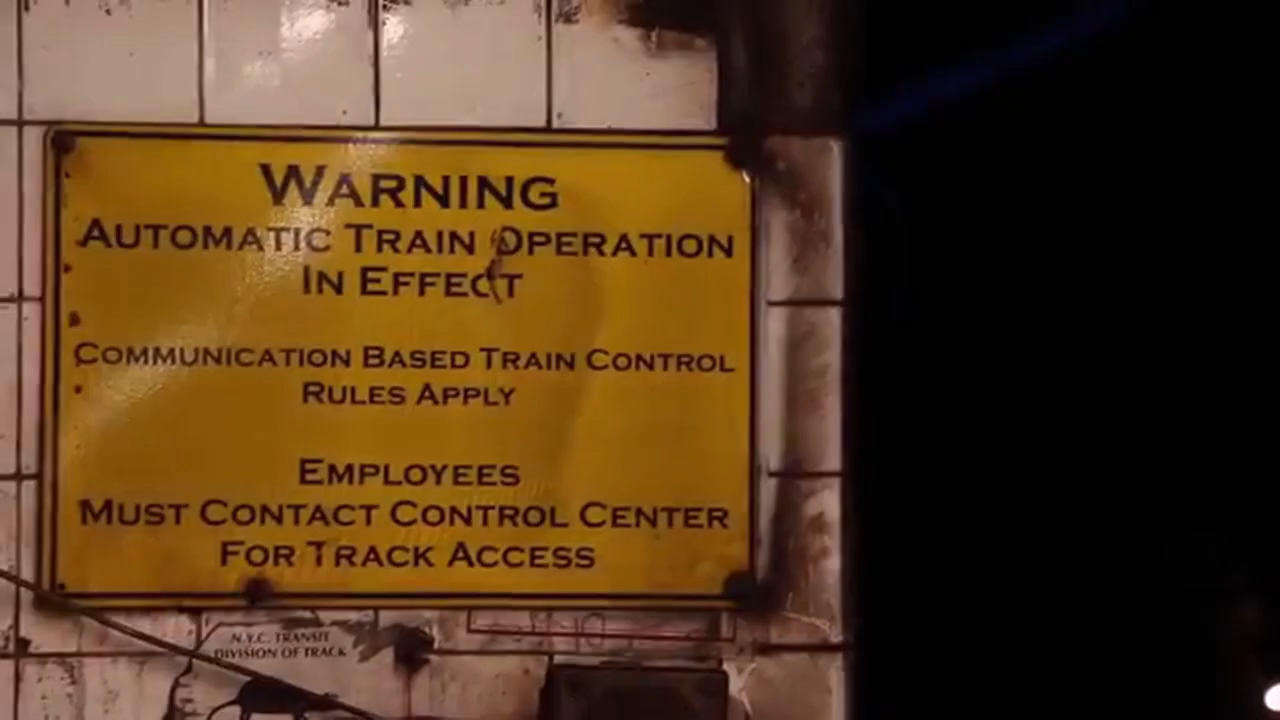 WARNING
AUTOMATIC TRAIN OPERATION
IN EFFECT
COMMUNICATION BASED TRAIN CONTROL
RULES APPLY
EMPLOYEES
MUST CONTACT CONTROL CENTER
FOR TRACK ACCESS
N.Y.C. TRANSIT
DIVISION OF TRACK